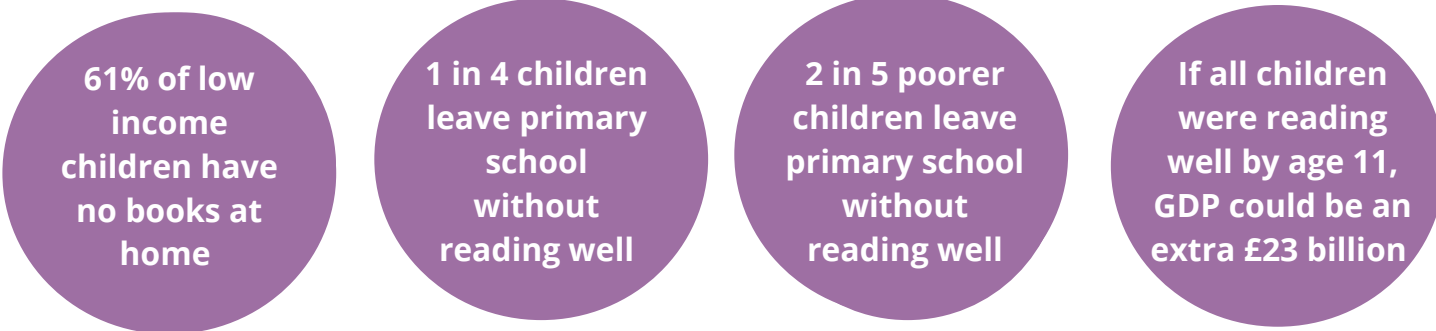 61% of low
income
children have
no books at
home
1 in 4 children
leave primary
school
without
reading well
2 in 5 poorer
children leave
primary school
without
reading well
If all children
were reading
well by age 11,
GDP could be an
extra £23 billion